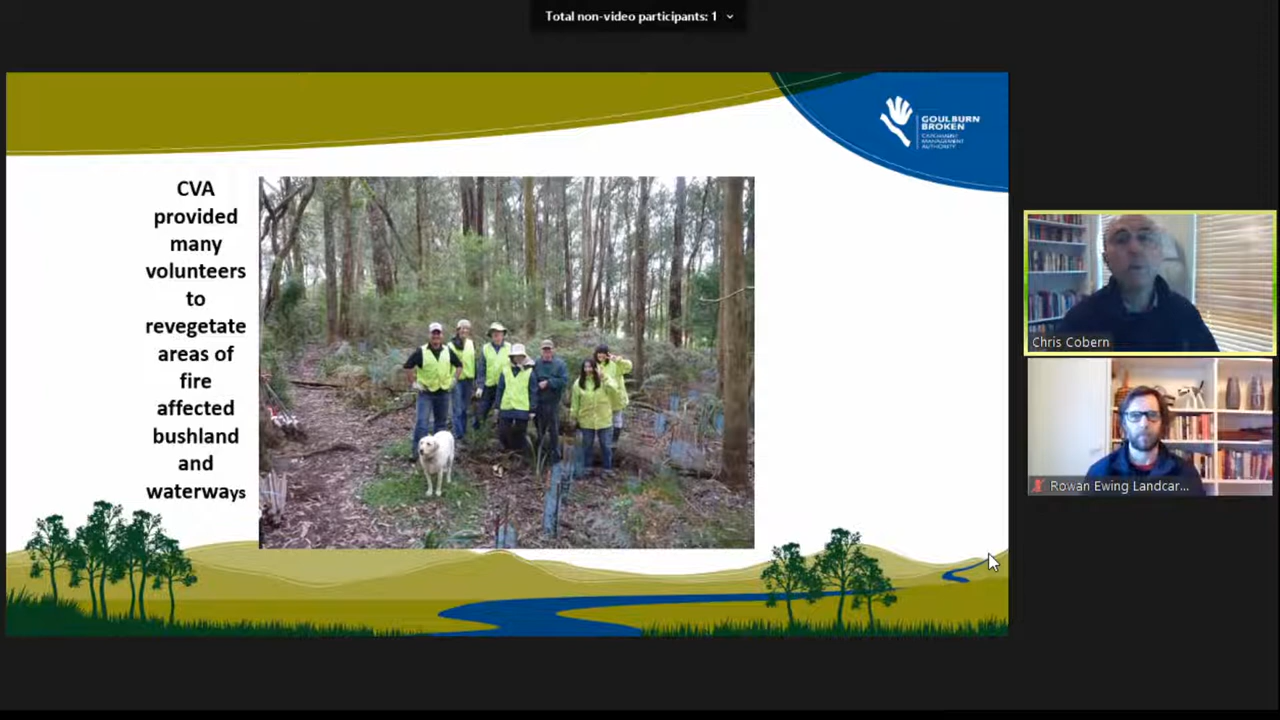 Total non-video participants: 1
GOULBURN
BROKEN
CATCHMENT
MANAGEMENT
AUTHORITY
CVA
provided
many
volunteers
to
revegetate
areas of
fire
affected
bushland
and
waterways
Chris Cobern
Rowan Ewing Landcar...